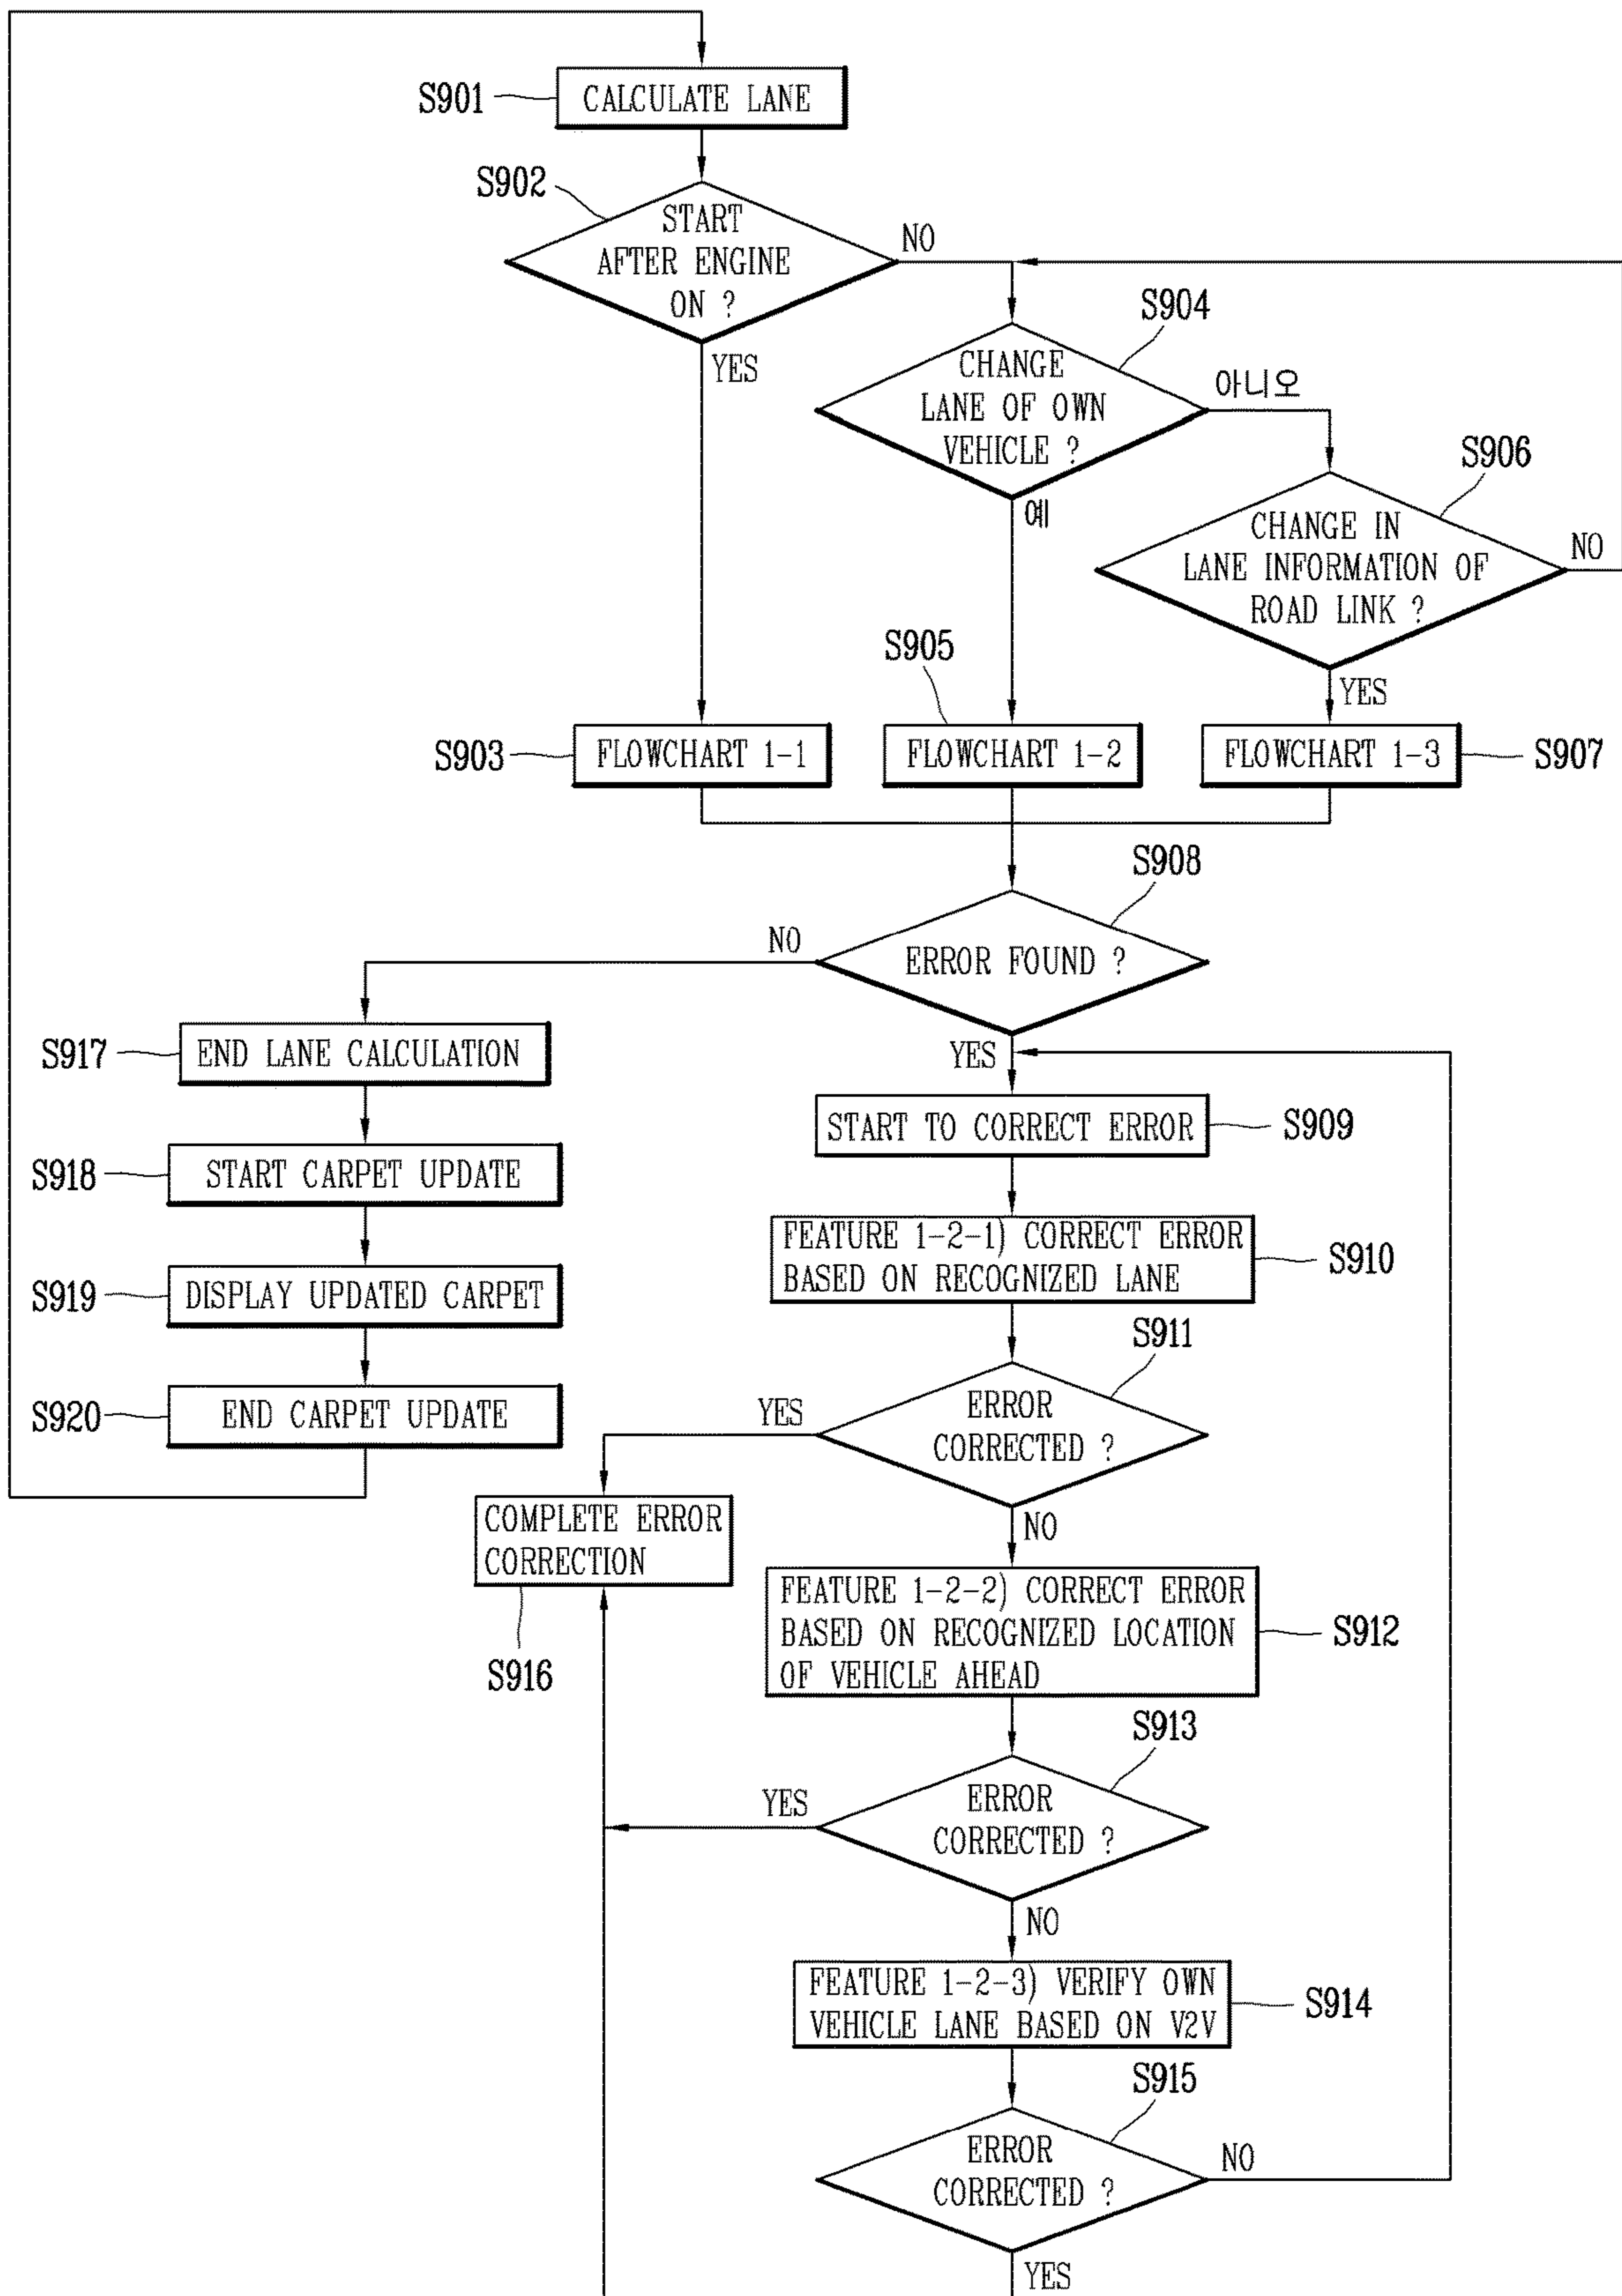 S901
CALCULATE LANE
S902
START
AFTER ENGINE
ON ?
NO
YES
S904
CHANGE
LANE OF OWN
VEHICLE ?
아니오
예
S906
CHANGE IN
LANE INFORMATION OF
ROAD LINK ?
NO
YES
S903
FLOWCHART 1-1
S905
FLOWCHART 1-2
FLOWCHART 1-3
S907
S908
ERROR FOUND ?
NO
YES
S917
END LANE CALCULATION
S918
START CARPET UPDATE
S919
DISPLAY UPDATED CARPET
S920
END CARPET UPDATE
START TO CORRECT ERROR
S909
FEATURE 1-2-1) CORRECT ERROR
BASED ON RECOGNIZED LANE
S910
S911
ERROR
CORRECTED ?
YES
NO
COMPLETE ERROR
CORRECTION
S916
FEATURE 1-2-2) CORRECT ERROR
BASED ON RECOGNIZED LOCATION
OF VEHICLE AHEAD
S912
S913
ERROR
CORRECTED ?
YES
NO
FEATURE 1-2-3) VERIFY OWN
VEHICLE LANE BASED ON V2V
S914
S915
ERROR
CORRECTED ?
NO
YES